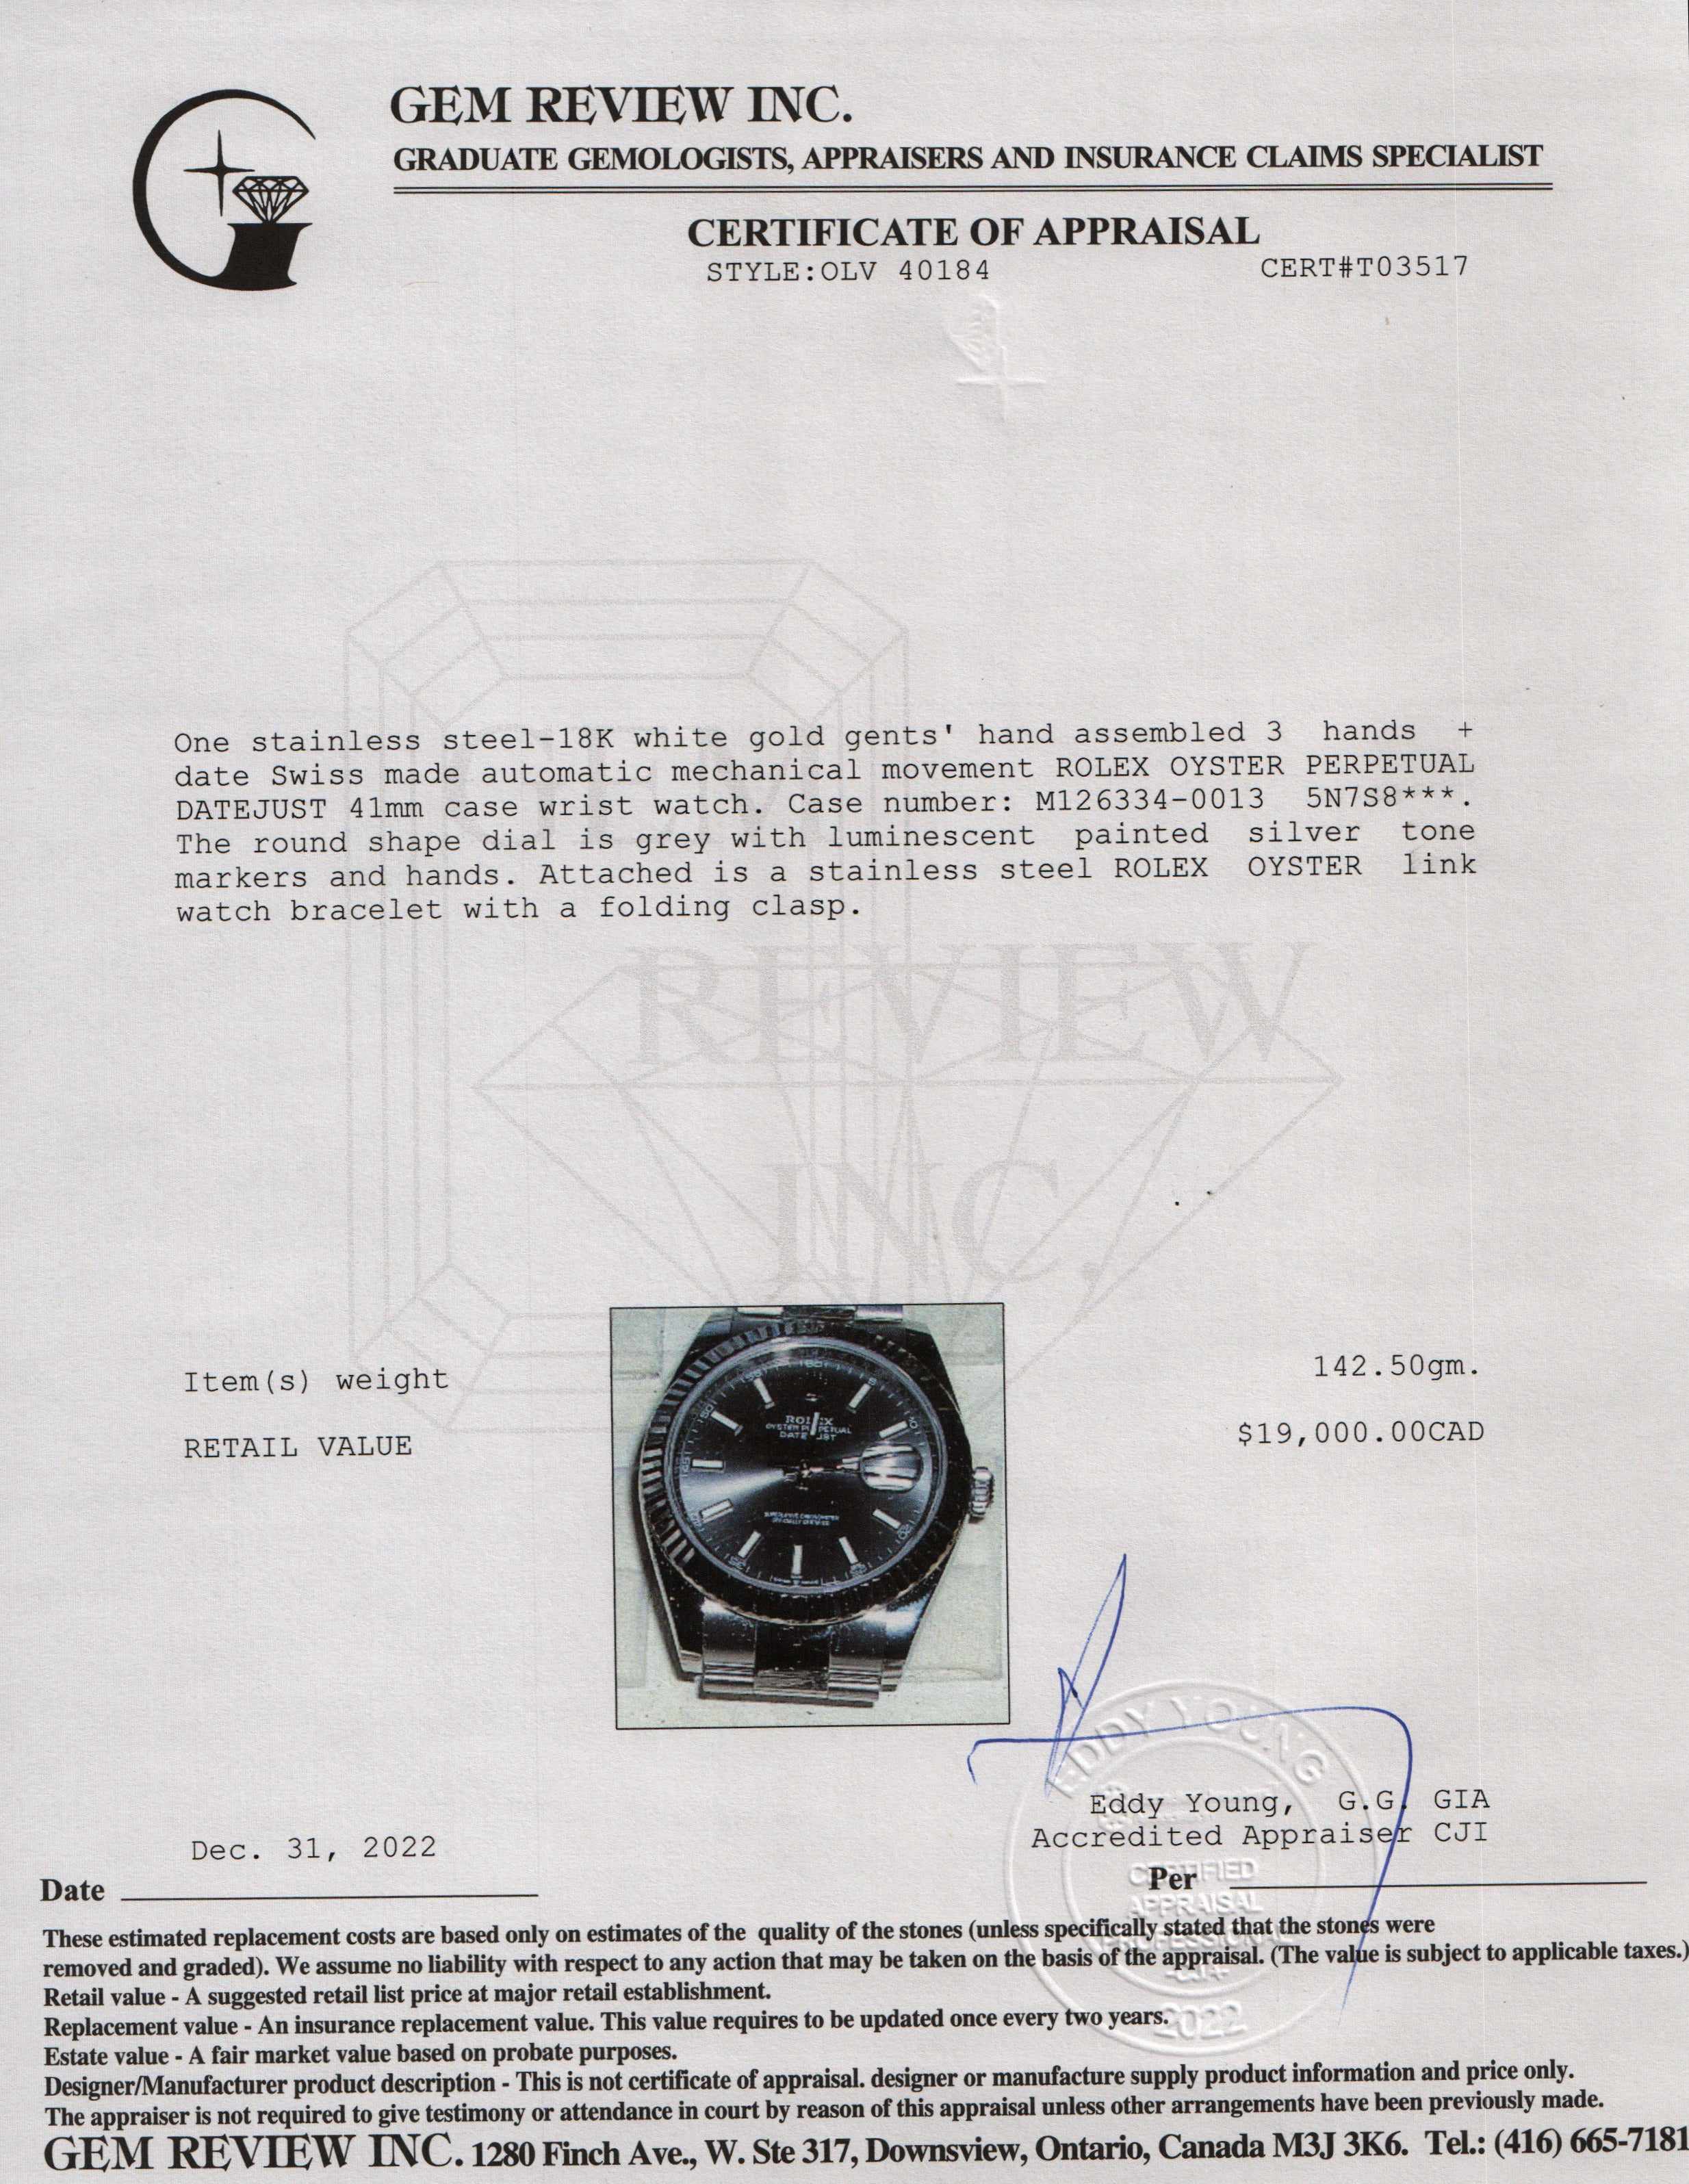 GEM REVIEW INC.
GRADUATE GEMOLOGISTS, APPRAISERS AND INSURANCE CLAIMS SPECIALIST
CERTIFICATE OF APPRAISAL
STYLE:OLV 40184
CERT#T03517
One stainless steel-18K white gold gents' hand assembled 3 hands +
date Swiss made automatic mechanical movement ROLEX OYSTER PERPETUAL
DATEJUST 41mm case wrist watch. Case number: M126334-0013 5N7S8***.
The round shape dial is grey with luminescent painted silver tone
markers and hands. Attached is a stainless steel ROLEX OYSTER link
watch bracelet with a folding clasp.
REVIEW
INC.
Item(s) weight
142.50gm.
RETAIL VALUE
$19,000.00CAD
ROLEX
OYSTER PERPETUAL
DATEJUST
EDDY YOUNG
Eddy Young, G.G. GIA
Accredited Appraiser CJI
Dec. 31, 2022
Date
Per
CERTIFIED
APPRAISAL
PROFESSIONAL
2022
These estimated replacement costs are based only on estimates of the quality of the stones (unless specifically stated that the stones were
removed and graded). We assume no liability with respect to any action that may be taken on the basis of the appraisal. (The value is subject to applicable taxes.)
Retail value - A suggested retail list price at major retail establishment.
Replacement value - An insurance replacement value. This value requires to be updated once every two years.
Estate value - A fair market value based on probate purposes.
Designer/Manufacturer product description - This is not certificate of appraisal. designer or manufacture supply product information and price only.
The appraiser is not required to give testimony or attendance in court by reason of this appraisal unless other arrangements have been previously made.
GEM REVIEW INC. 1280 Finch Ave., W. Ste 317, Downsview, Ontario, Canada M3J 3K6. Tel.: (416) 665-7181